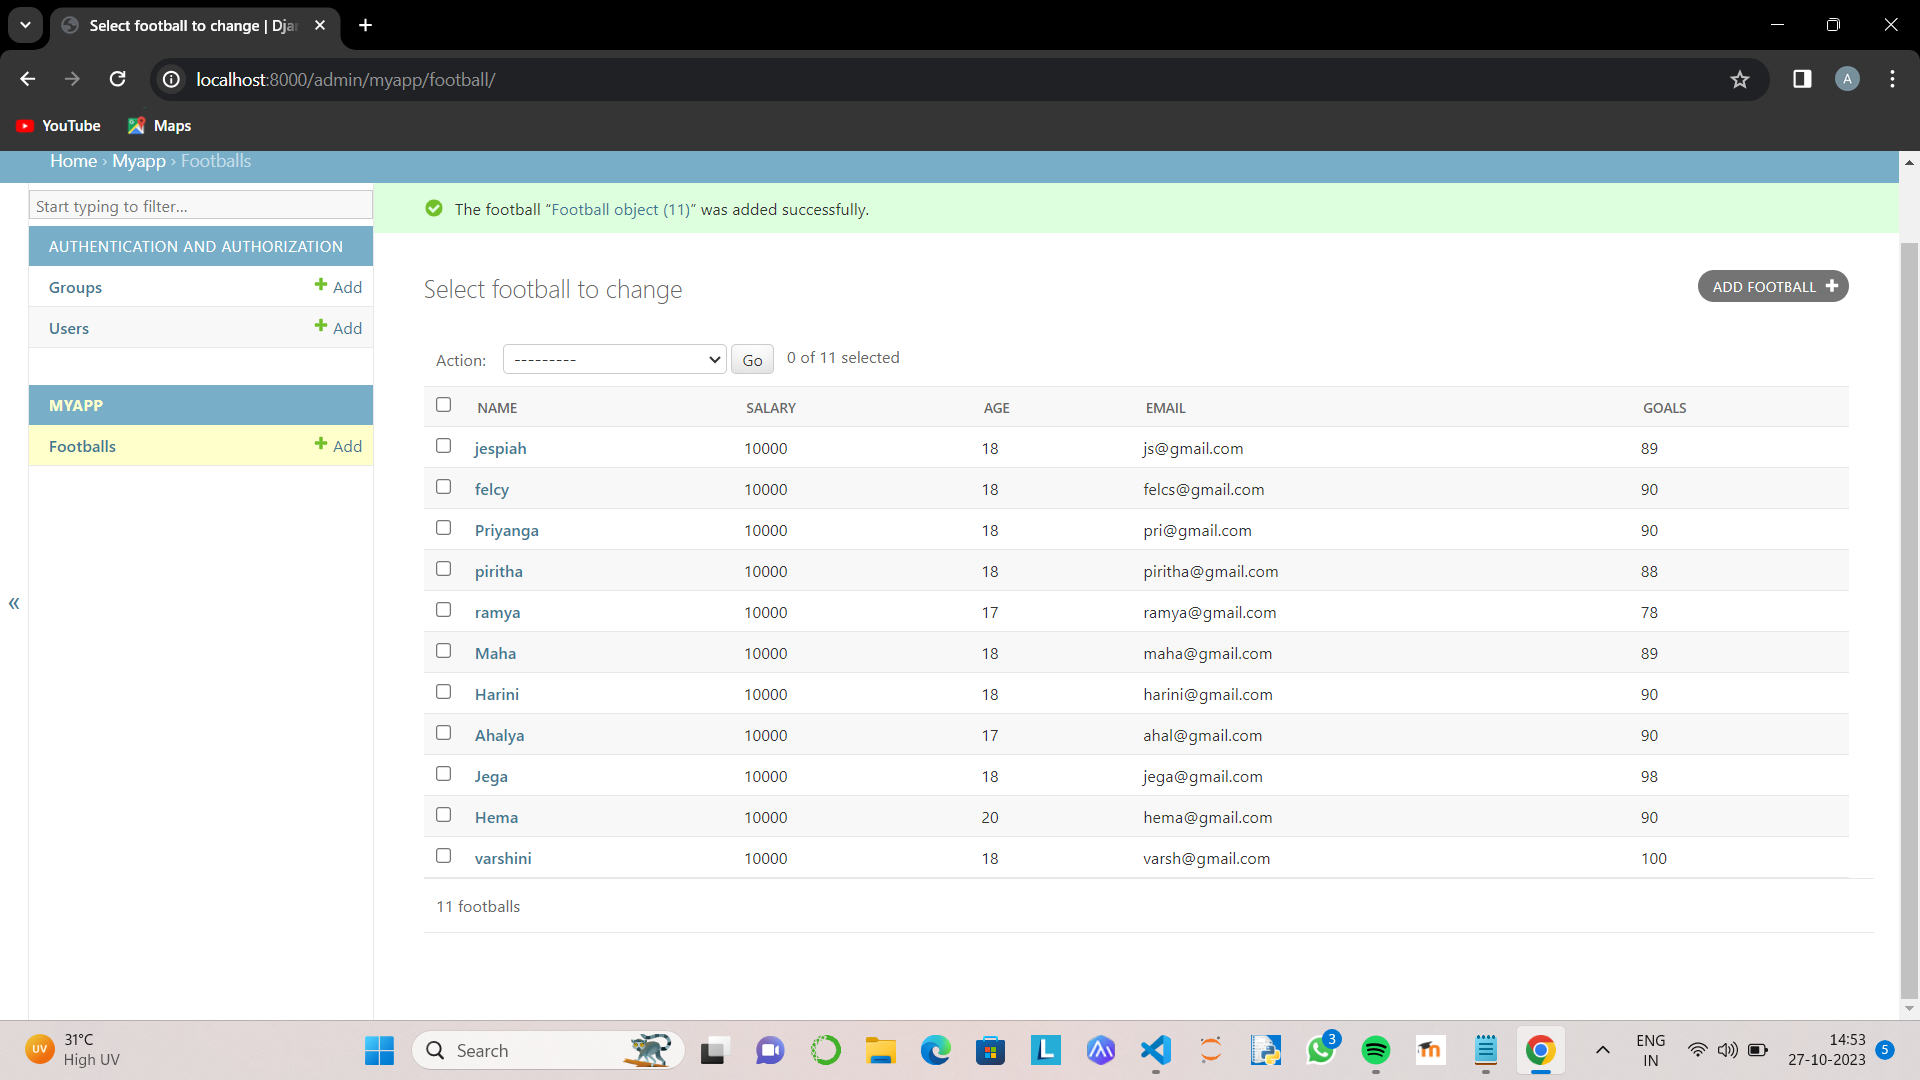 Select football to change | Dja
localhost:8000/admin/myapp/football/
A
YouTube
Maps
Home › Myapp › Footballs
Start typing to filter...
AUTHENTICATION AND AUTHORIZATION
Groups + Add
Users + Add
MYAPP
Footballs + Add
«
The football “Football object (11)” was added successfully.
Select football to change
ADD FOOTBALL +
Action: --------- Go 0 of 11 selected
NAME SALARY AGE EMAIL GOALS
jespiah 10000 18 js@gmail.com 89
felcy 10000 18 felcs@gmail.com 90
Priyanga 10000 18 pri@gmail.com 90
piritha 10000 18 piritha@gmail.com 88
ramya 10000 17 ramya@gmail.com 78
Maha 10000 18 maha@gmail.com 89
Harini 10000 18 harini@gmail.com 90
Ahalya 10000 17 ahal@gmail.com 90
Jega 10000 18 jega@gmail.com 98
Hema 10000 20 hema@gmail.com 90
varshini 10000 18 varsh@gmail.com 100
11 footballs
UV
31°C
High UV
Search
L
3
m
ENG
IN
14:53
27-10-2023
5